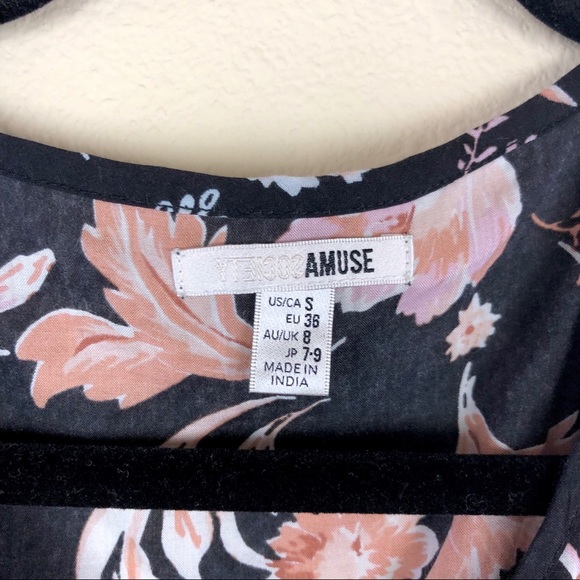 AMUSE
US/CA S
EU 36
AU/UK 8
JP 7-9
MADE IN
INDIA